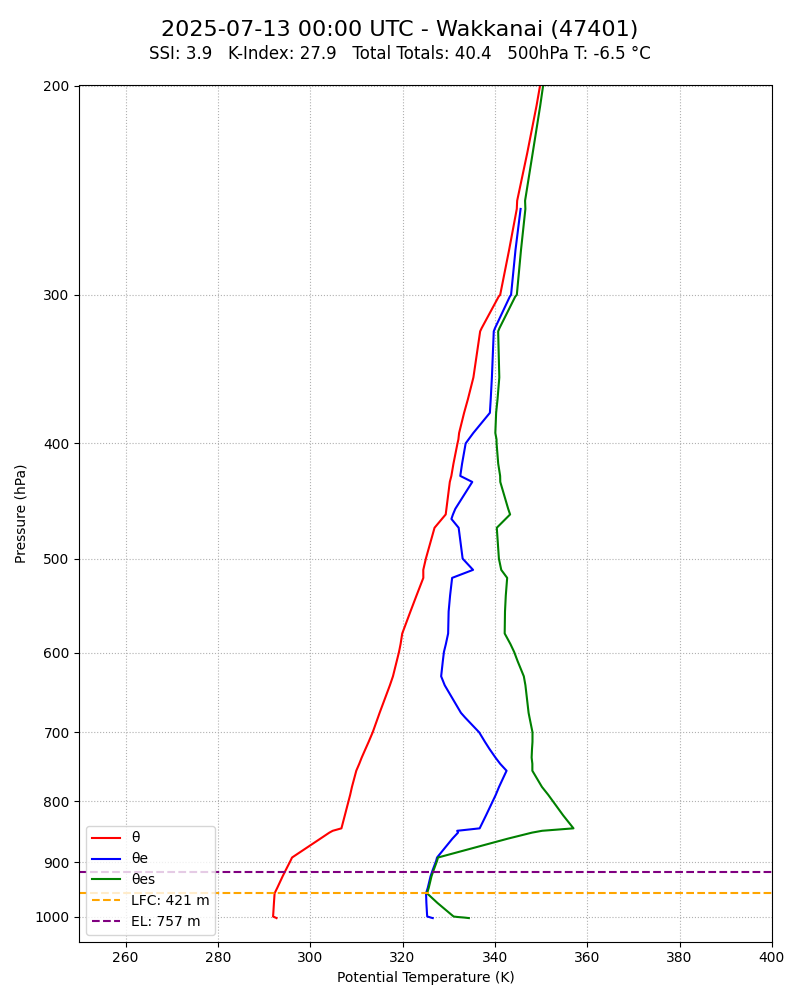 2025-07-13 00:00 UTC - Wakkanai (47401)
SSI: 3.9 K-Index: 27.9 Total Totals: 40.4 500hPa T: -6.5 °C
200
300
400
500
600
700
800
900
1000
Pressure (hPa)
θ
θe
θes
LFC: 421 m
EL: 757 m
260 280 300 320 340 360 380 400
Potential Temperature (K)